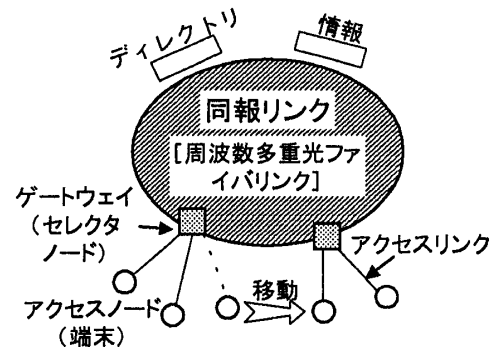 ディレクトリ
情報
同報リンク
[周波数多重光ファ
イバリンク]
ゲートウェイ
(セレクタ
ノード)
アクセスリンク
移動
アクセスノード
(端末)